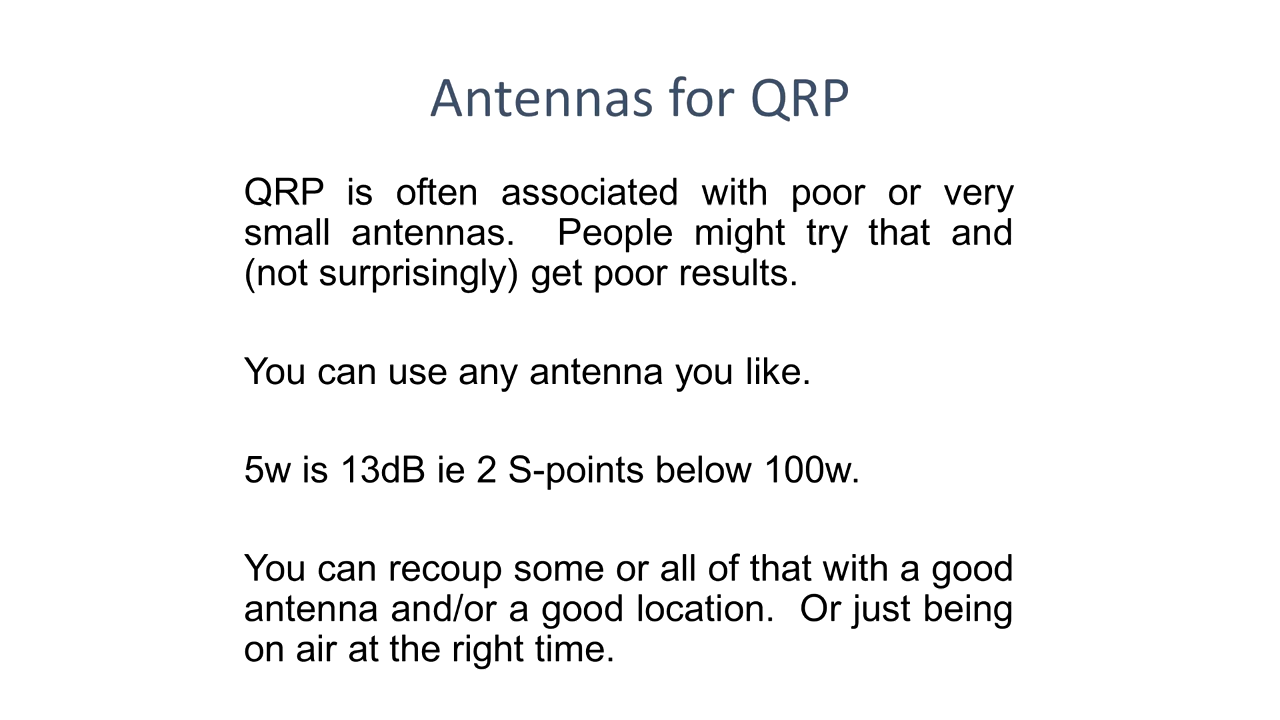 Antennas for QRP
QRP is often associated with poor or very
small antennas.  People might try that and
(not surprisingly) get poor results.
You can use any antenna you like.
5w is 13dB ie 2 S-points below 100w.
You can recoup some or all of that with a good
antenna and/or a good location.  Or just being
on air at the right time.